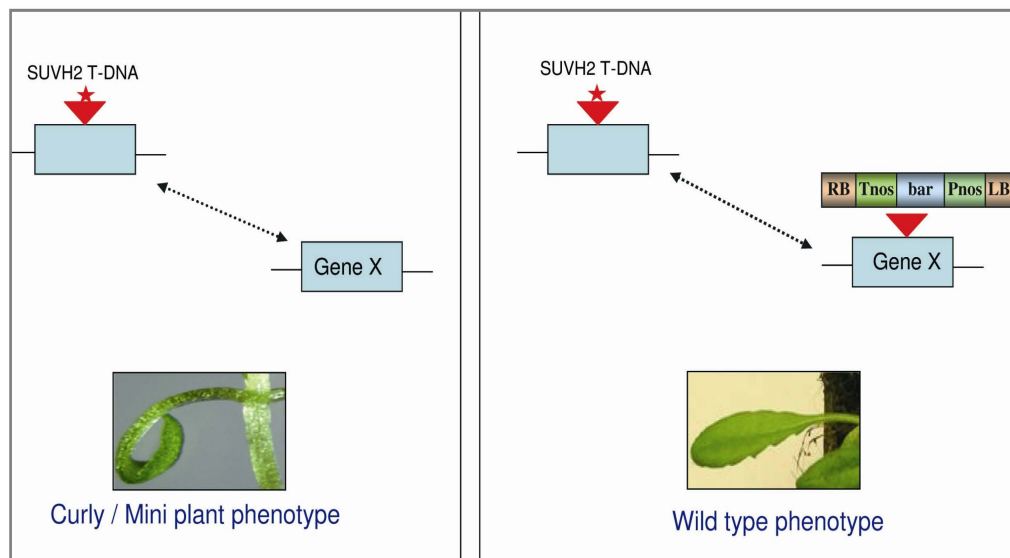 SUVH2 T-DNA
Gene X
Curly / Mini plant phenotype
SUVH2 T-DNA
RB Tnos bar Pnos LB
Gene X
Wild type phenotype